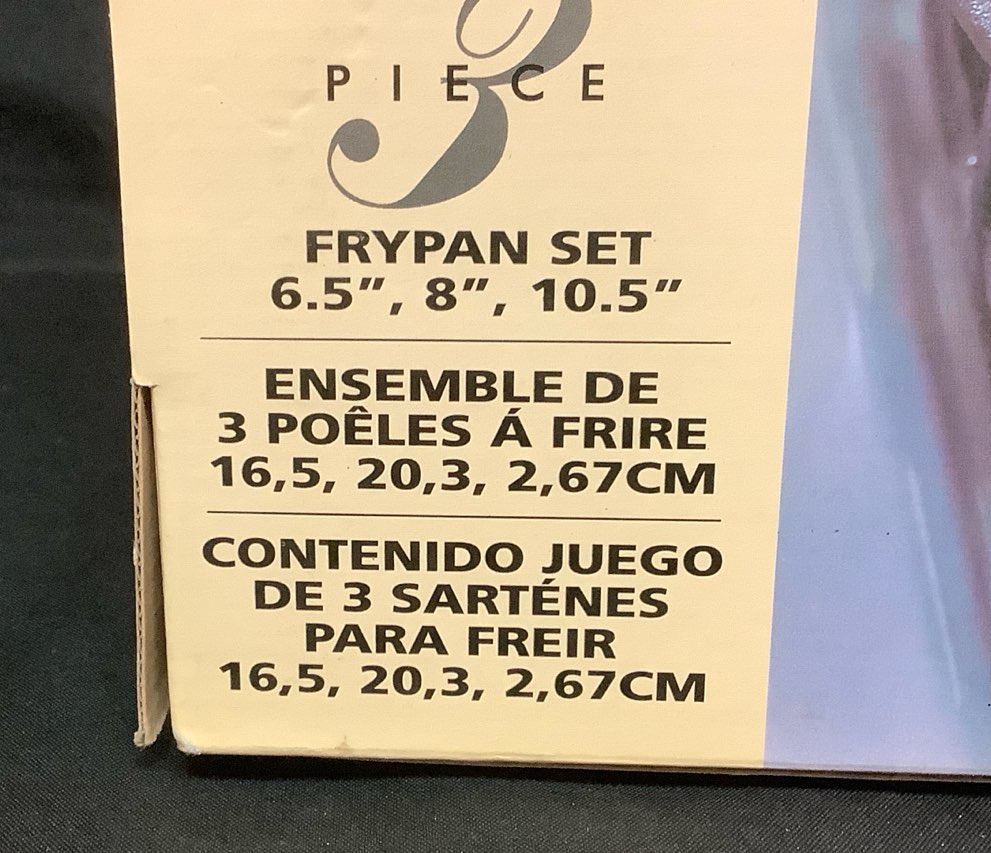 3
PIECE
FRYPAN SET
6.5", 8", 10.5"
ENSEMBLE DE
3 POÊLES Á FRIRE
16,5, 20,3, 2,67CM
CONTENIDO JUEGO
DE 3 SARTÉNES
PARA FREIR
16,5, 20,3, 2,67CM